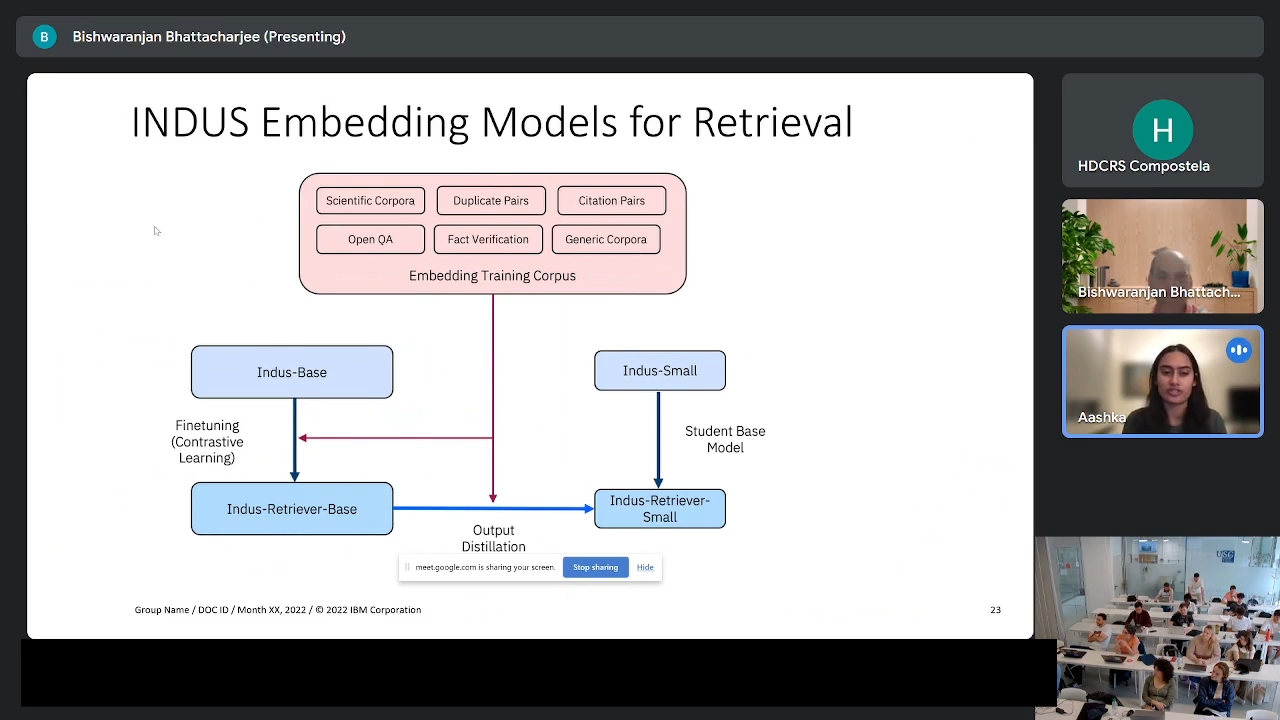 B
Bishwaranjan Bhattacharjee (Presenting)
INDUS Embedding Models for Retrieval
Scientific Corpora
Duplicate Pairs
Citation Pairs
Open QA
Fact Verification
Generic Corpora
Embedding Training Corpus
Indus-Base
Indus-Small
Finetuning
(Contrastive
Learning)
Student Base
Model
Indus-Retriever-Base
Indus-Retriever-
Small
Output
Distillation
meet.google.com is sharing your screen.
Stop sharing
Hide
Group Name / DOC ID / Month XX, 2022 / © 2022 IBM Corporation
23
H
HDCRS Compostela
Bishwaranjan Bhattach...
Aashka